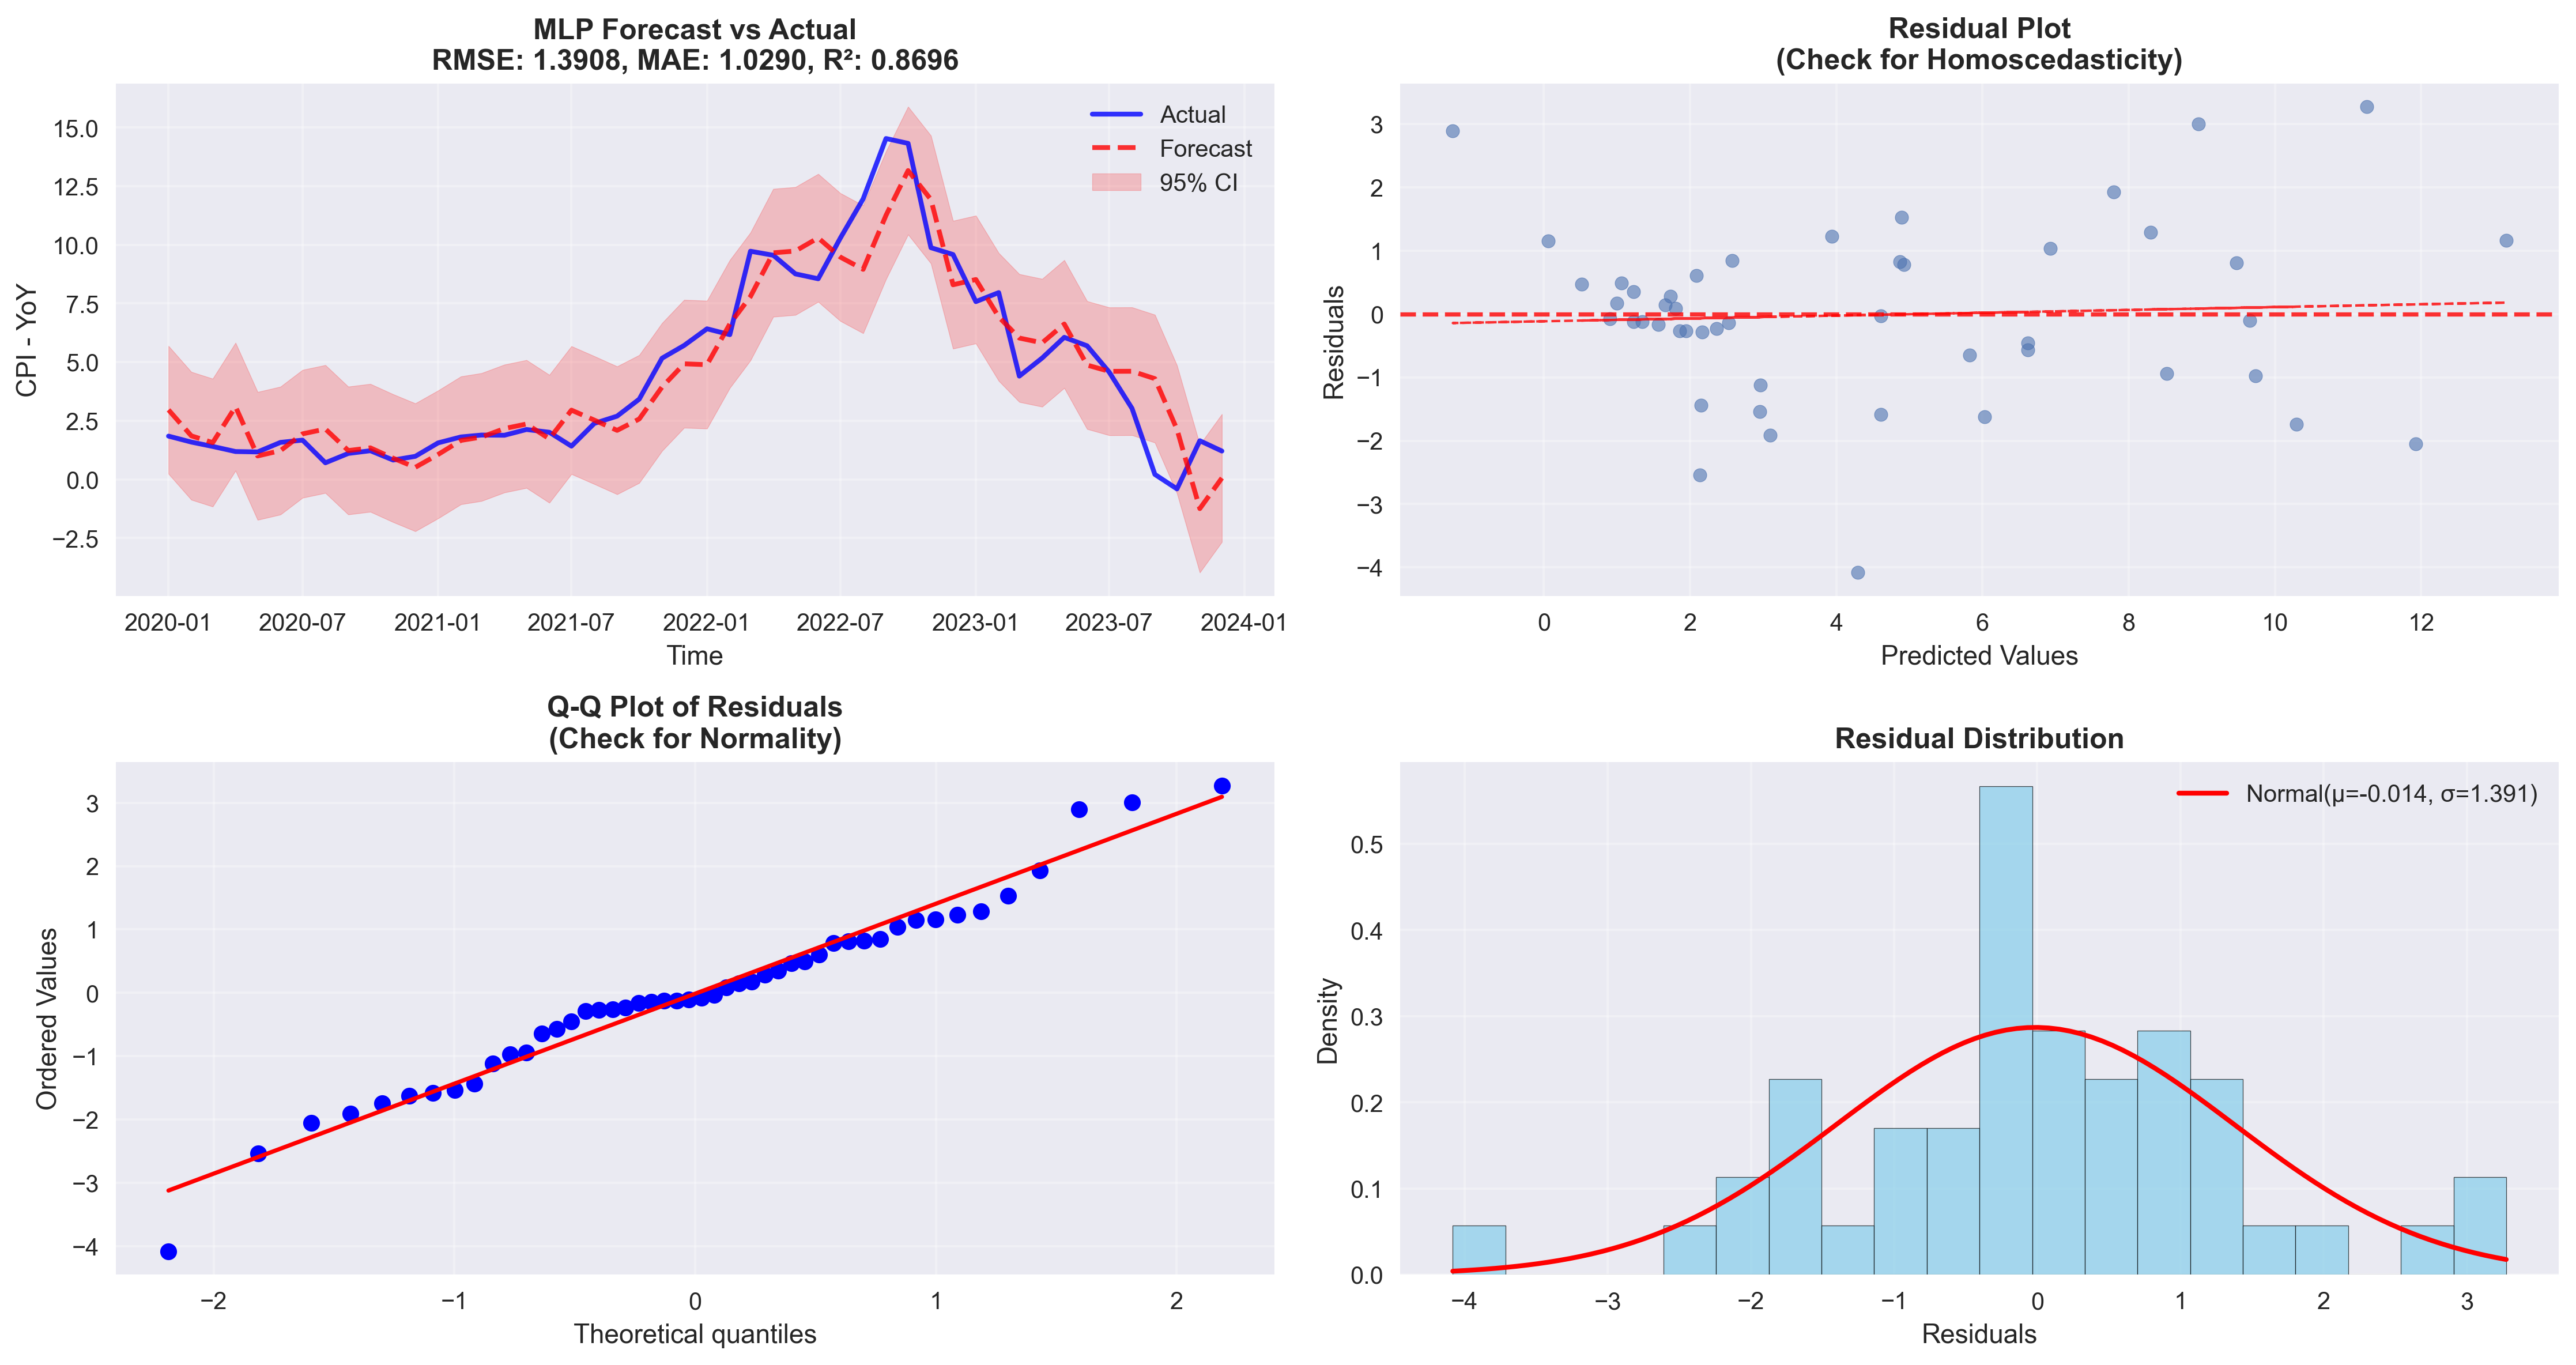 MLP Forecast vs Actual
RMSE: 1.3908, MAE: 1.0290, R²: 0.8696
Actual
Forecast
95% CI
CPI - YoY
15.0
12.5
10.0
7.5
5.0
2.5
0.0
−2.5
2020-01 2020-07 2021-01 2021-07 2022-01 2022-07 2023-01 2023-07 2024-01
Time
Residual Plot
(Check for Homoscedasticity)
Residuals
3
2
1
0
−1
−2
−3
−4
0 2 4 6 8 10 12
Predicted Values
Q-Q Plot of Residuals
(Check for Normality)
Ordered Values
3
2
1
0
−1
−2
−3
−4
−2 −1 0 1 2
Theoretical quantiles
Residual Distribution
Normal(μ=-0.014, σ=1.391)
Density
0.5
0.4
0.3
0.2
0.1
0.0
−4 −3 −2 −1 0 1 2 3
Residuals